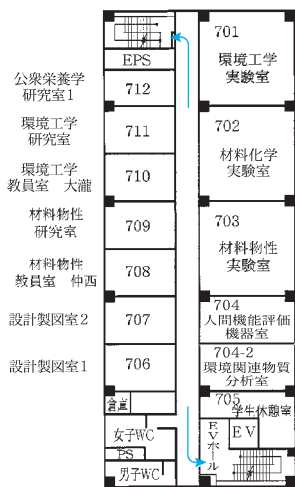 701
環境工学
実験室
EPS
公衆栄養学
研究室1
712
環境工学
研究室
711
702
材料化学
実験室
環境工学
教員室 大瀧
710
材料物性
研究室
709
703
材料物性
実験室
材料物性
教員室 仲西
708
設計製図室2
707
704
人間機能評価
機器室
設計製図室1
706
704-2
環境関連物質
分析室
倉庫
705
学生休憩室
女子WC
EVホール
EV
PS
男子WC